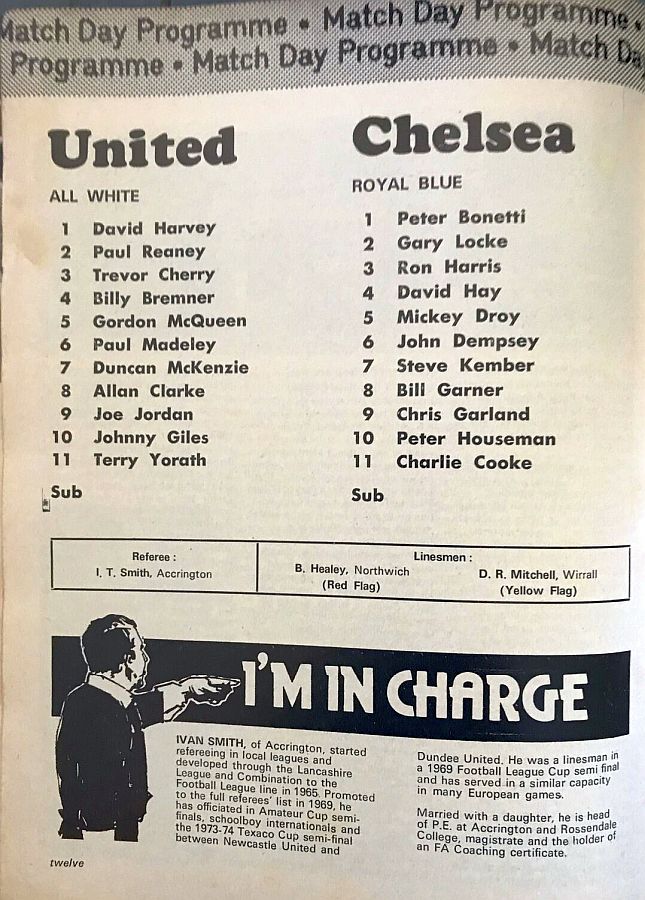 Match Day Programme • Match Day Programme •
Programme • Match Day Programme • Match Da
United
ALL WHITE
1 David Harvey
2 Paul Reaney
3 Trevor Cherry
4 Billy Bremner
5 Gordon McQueen
6 Paul Madeley
7 Duncan McKenzie
8 Allan Clarke
9 Joe Jordan
10 Johnny Giles
11 Terry Yorath
Sub
Chelsea
ROYAL BLUE
1 Peter Bonetti
2 Gary Locke
3 Ron Harris
4 David Hay
5 Mickey Droy
6 John Dempsey
7 Steve Kember
8 Bill Garner
9 Chris Garland
10 Peter Houseman
11 Charlie Cooke
Sub
Referee :
I. T. Smith, Accrington
Linesmen :
B. Healey, Northwich
(Red Flag)
D. R. Mitchell, Wirrall
(Yellow Flag)
I'M IN CHARGE
IVAN SMITH, of Accrington, started
refereeing in local leagues and
developed through the Lancashire
League and Combination to the
Football League line in 1965. Promoted
to the full referees' list in 1969, he
has officiated in Amateur Cup semi-
finals, schoolboy internationals and
the 1973-74 Texaco Cup semi-final
between Newcastle United and
Dundee United. He was a linesman in
a 1969 Football League Cup semi final
and has served in a similar capacity
in many European games.
Married with a daughter, he is head
of P.E. at Accrington and Rossendale
College, magistrate and the holder of
an FA Coaching certificate.
twelve